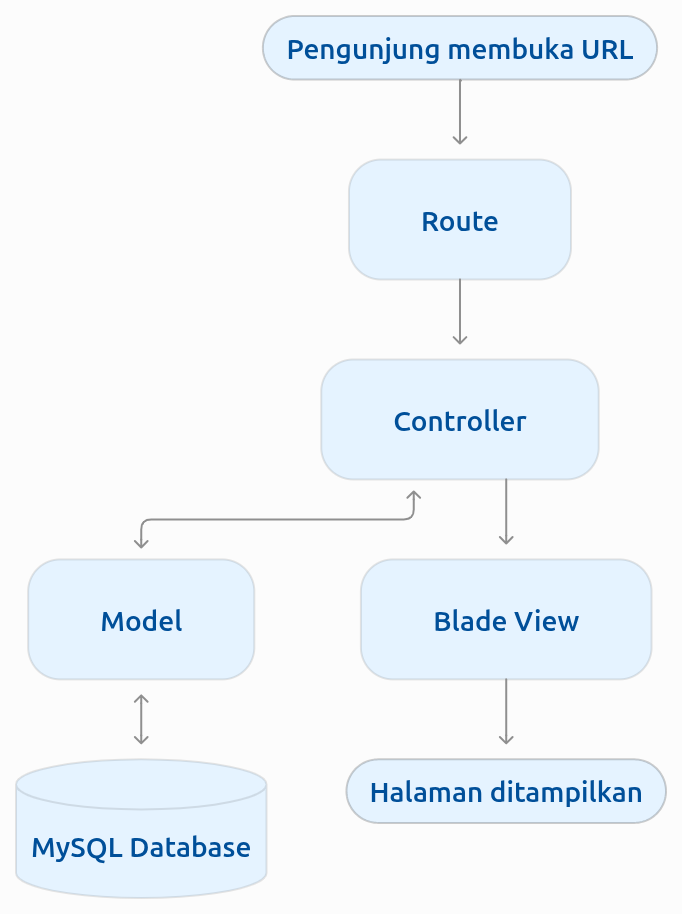 Pengunjung membuka URL
Route
Controller
Model
Blade View
MySQL Database
Halaman ditampilkan